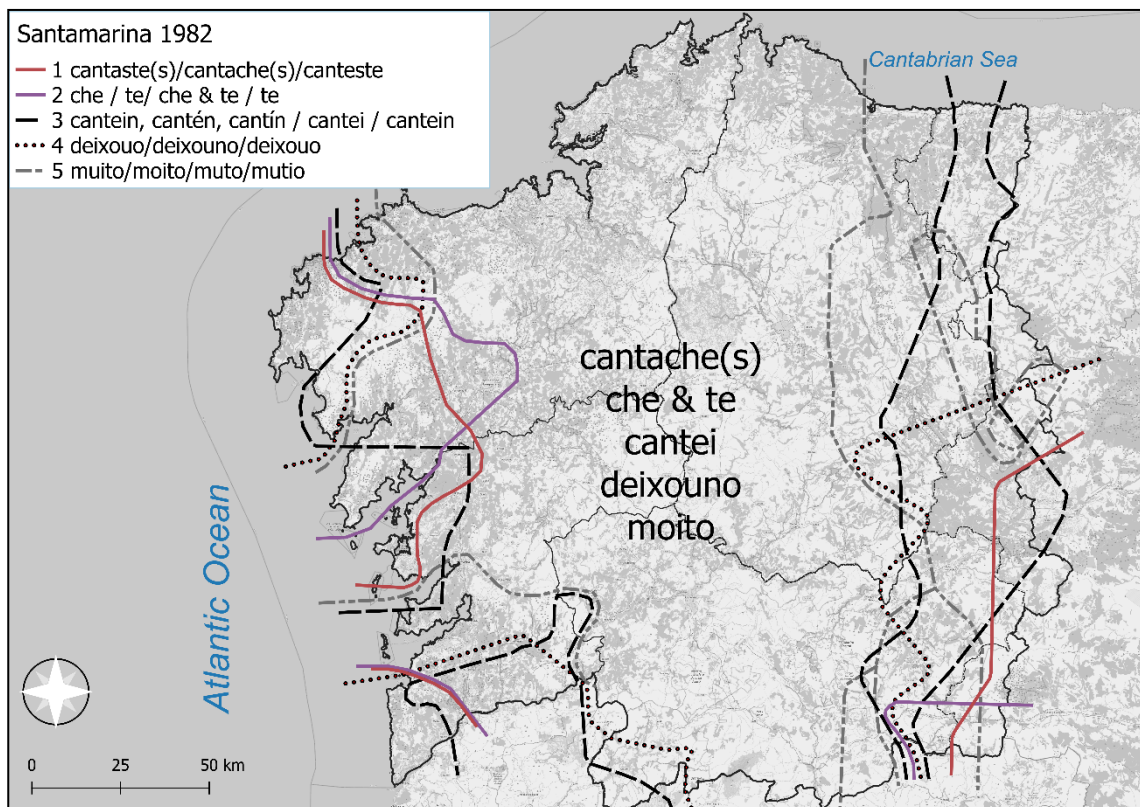 Santamarina 1982
1 cantaste(s)/cantache(s)/canteste
2 che / te/ che & te / te
3 cantein, cantén, cantín / cantei / cantein
4 deixouo/deixouno/deixouo
5 muito/moito/muto/mutio
Cantabrian Sea
cantache(s)
che & te
cantei
deixouno
moito
Atlantic Ocean
0 25 50 km